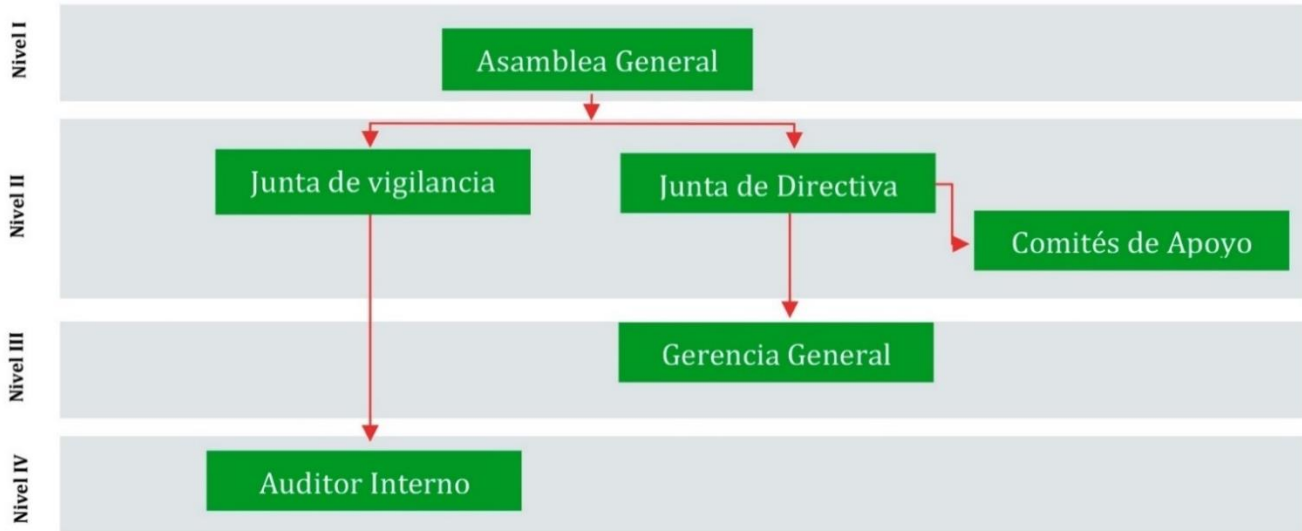 Nivel I
Asamblea General
Nivel II
Junta de vigilancia
Junta de Directiva
Comités de Apoyo
Nivel III
Gerencia General
Nivel IV
Auditor Interno